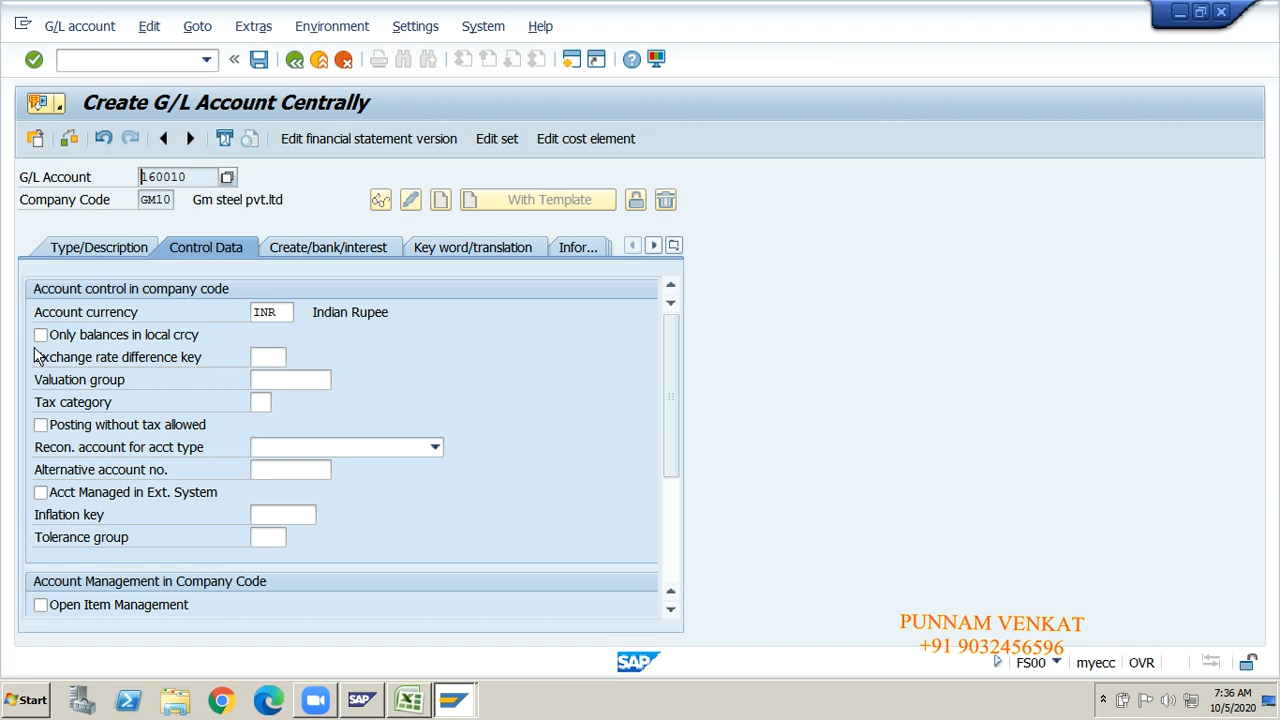 G/L account Edit Goto Extras Environment Settings System Help
Create G/L Account Centrally
Edit financial statement version Edit set Edit cost element
G/L Account 160010
Company Code GM10 Gm steel pvt.ltd With Template
Type/Description Control Data Create/bank/interest Key word/translation Infor...
Account control in company code
Account currency INR Indian Rupee
Only balances in local crcy
Exchange rate difference key
Valuation group
Tax category
Posting without tax allowed
Recon. account for acct type
Alternative account no.
Acct Managed in Ext. System
Inflation key
Tolerance group
Account Management in Company Code
Open Item Management
PUNNAM VENKAT
+91 9032456596
SAP FS00 myecc OVR
Start SAP 7:36 AM
10/5/2020